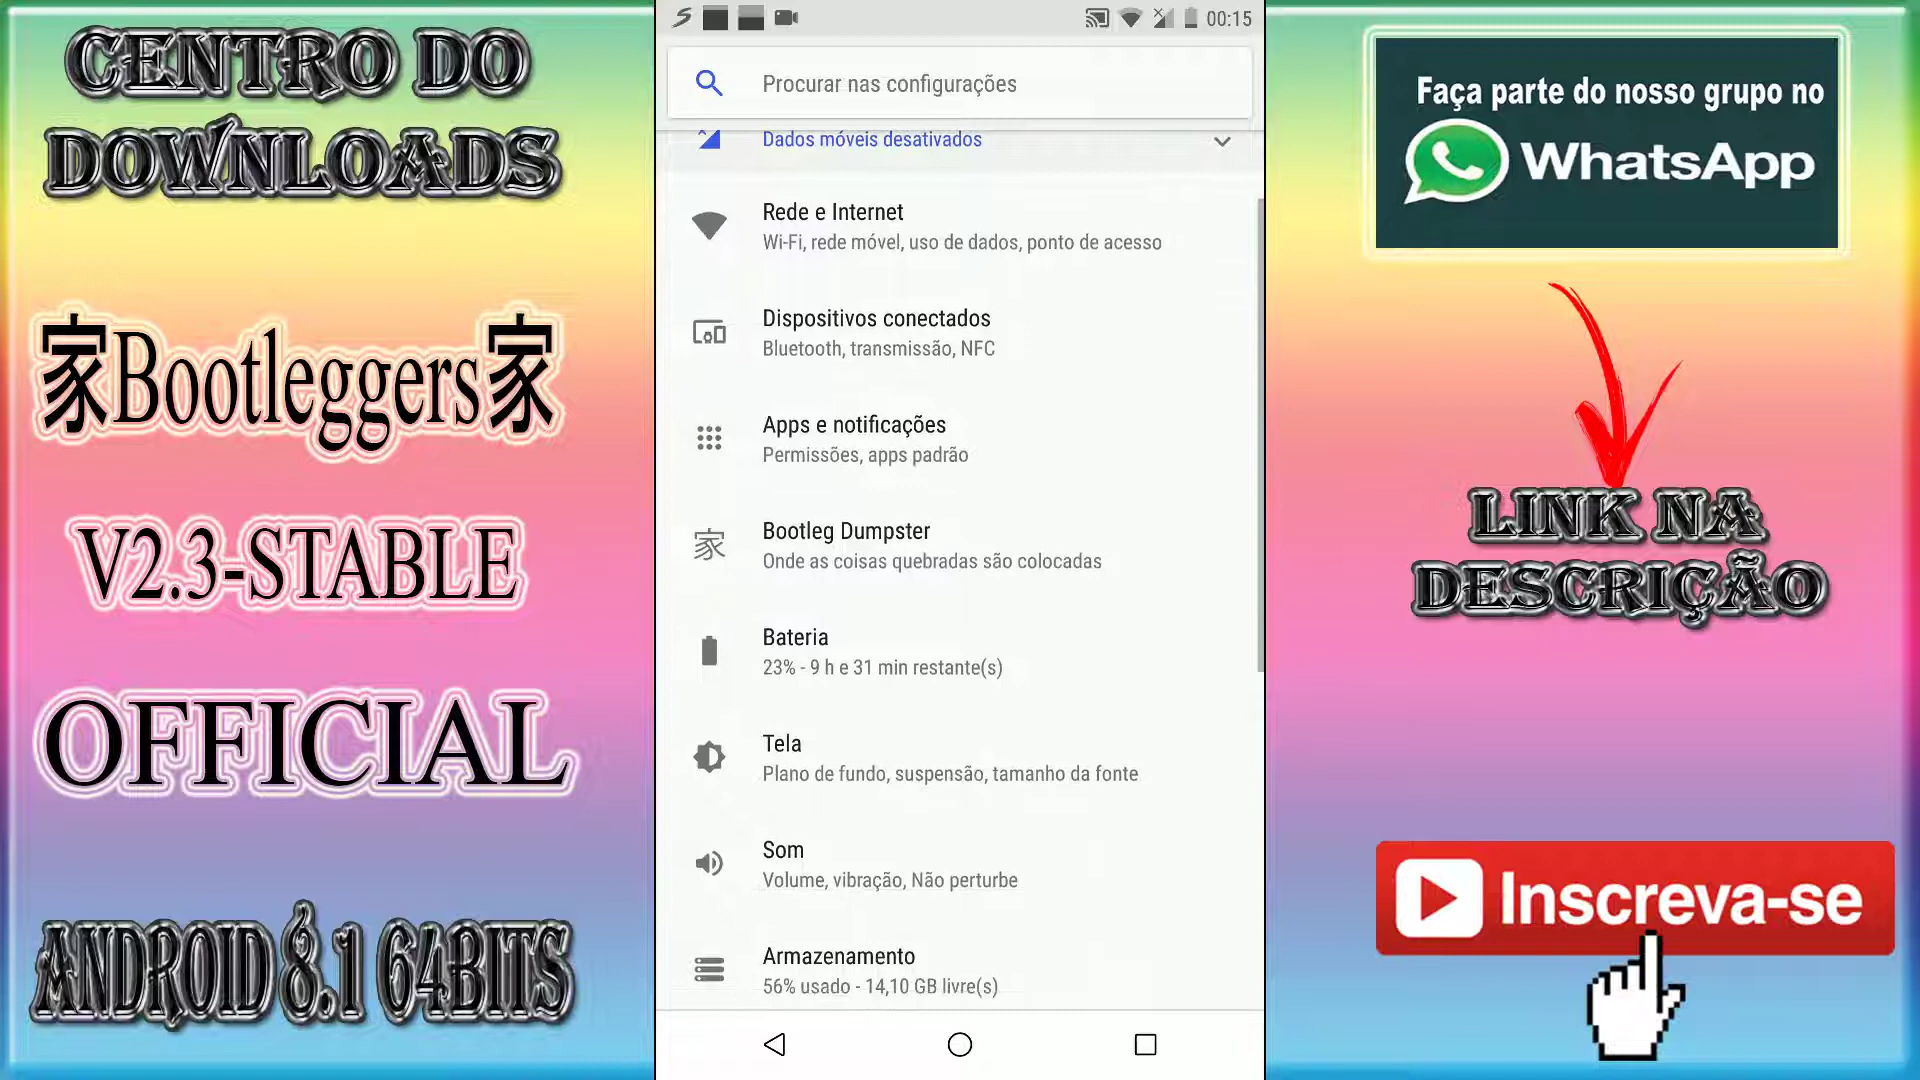 CENTRO DO
DOWNLOADS
家Bootleggers家
V2.3-STABLE
OFFICIAL
ANDROID 8.1 64BITS
00:15
Procurar nas configurações
Dados móveis desativados
Rede e Internet
Wi-Fi, rede móvel, uso de dados, ponto de acesso
Dispositivos conectados
Bluetooth, transmissão, NFC
Apps e notificações
Permissões, apps padrão
家
Bootleg Dumpster
Onde as coisas quebradas são colocadas
Bateria
23% - 9 h e 31 min restante(s)
Tela
Plano de fundo, suspensão, tamanho da fonte
Som
Volume, vibração, Não perturbe
Armazenamento
56% usado - 14,10 GB livre(s)
Faça parte do nosso grupo no
WhatsApp
LINK NA
DESCRIÇÃO
Inscreva-se